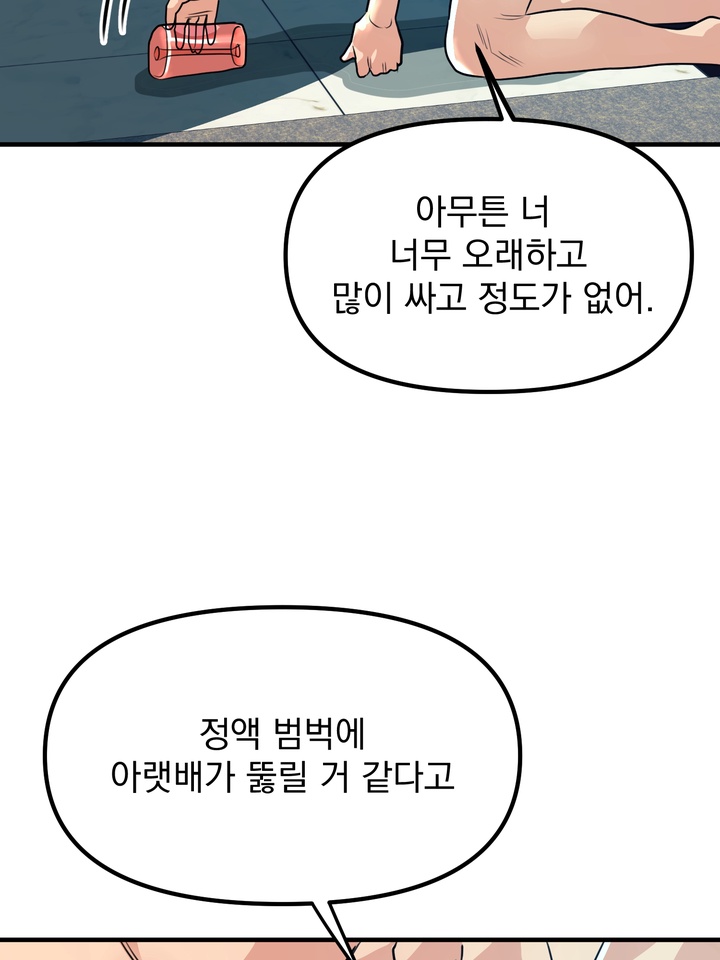 아무튼 너
너무 오래하고
많이 싸고 정도가 없어.
정액 범벅에
아랫배가 뚫릴 거 같다고